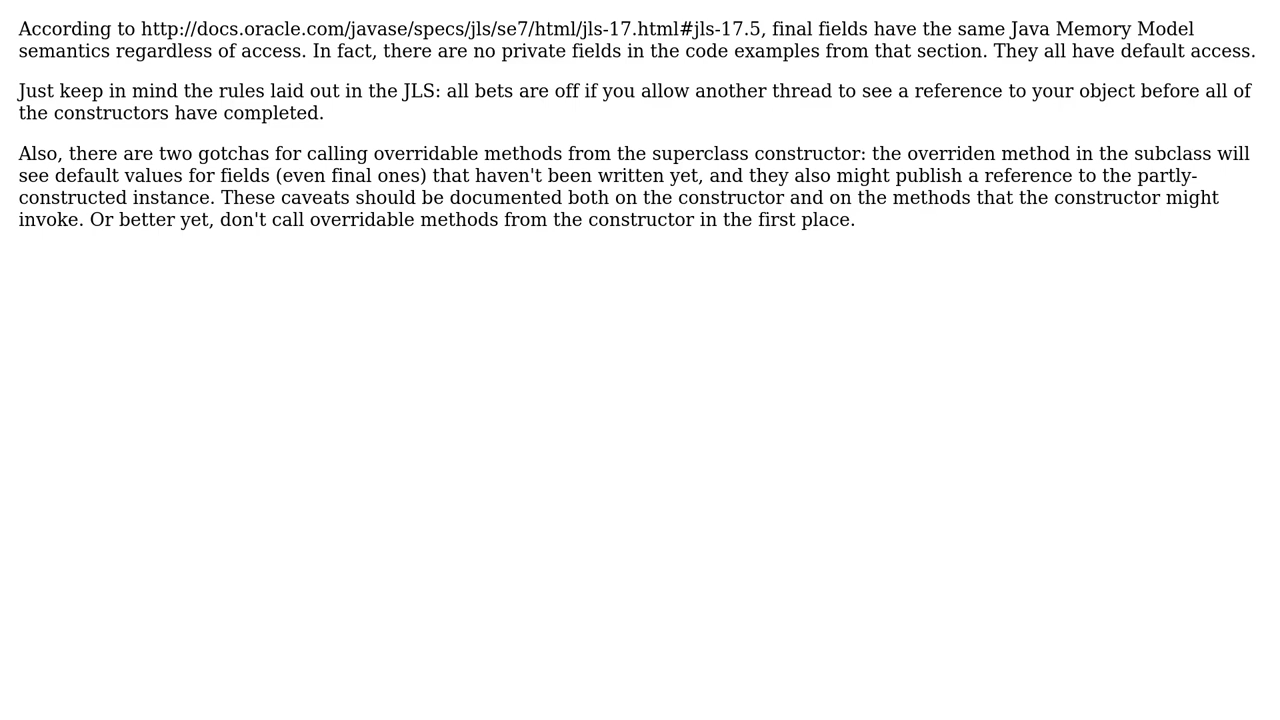 According to http://docs.oracle.com/javase/specs/jls/se7/html/jls-17.html#jls-17.5, final fields have the same Java Memory Model
semantics regardless of access. In fact, there are no private fields in the code examples from that section. They all have default access.
Just keep in mind the rules laid out in the JLS: all bets are off if you allow another thread to see a reference to your object before all of
the constructors have completed.
Also, there are two gotchas for calling overridable methods from the superclass constructor: the overriden method in the subclass will
see default values for fields (even final ones) that haven't been written yet, and they also might publish a reference to the partly-
constructed instance. These caveats should be documented both on the constructor and on the methods that the constructor might
invoke. Or better yet, don't call overridable methods from the constructor in the first place.